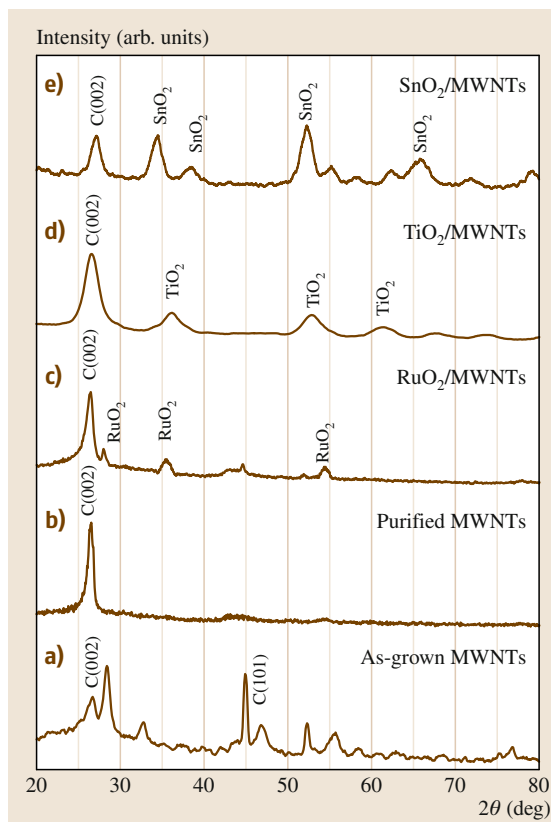 Intensity (arb. units)
e)
C(002)
SnO₂
SnO₂
SnO₂
SnO₂
SnO₂/MWNTs
d)
C(002)
TiO₂
TiO₂
TiO₂
TiO₂/MWNTs
c)
C(002)
RuO₂
RuO₂
RuO₂
RuO₂/MWNTs
b)
C(002)
Purified MWNTs
a)
C(002)
C(101)
As-grown MWNTs
20 30 40 50 60 70 80
2θ (deg)